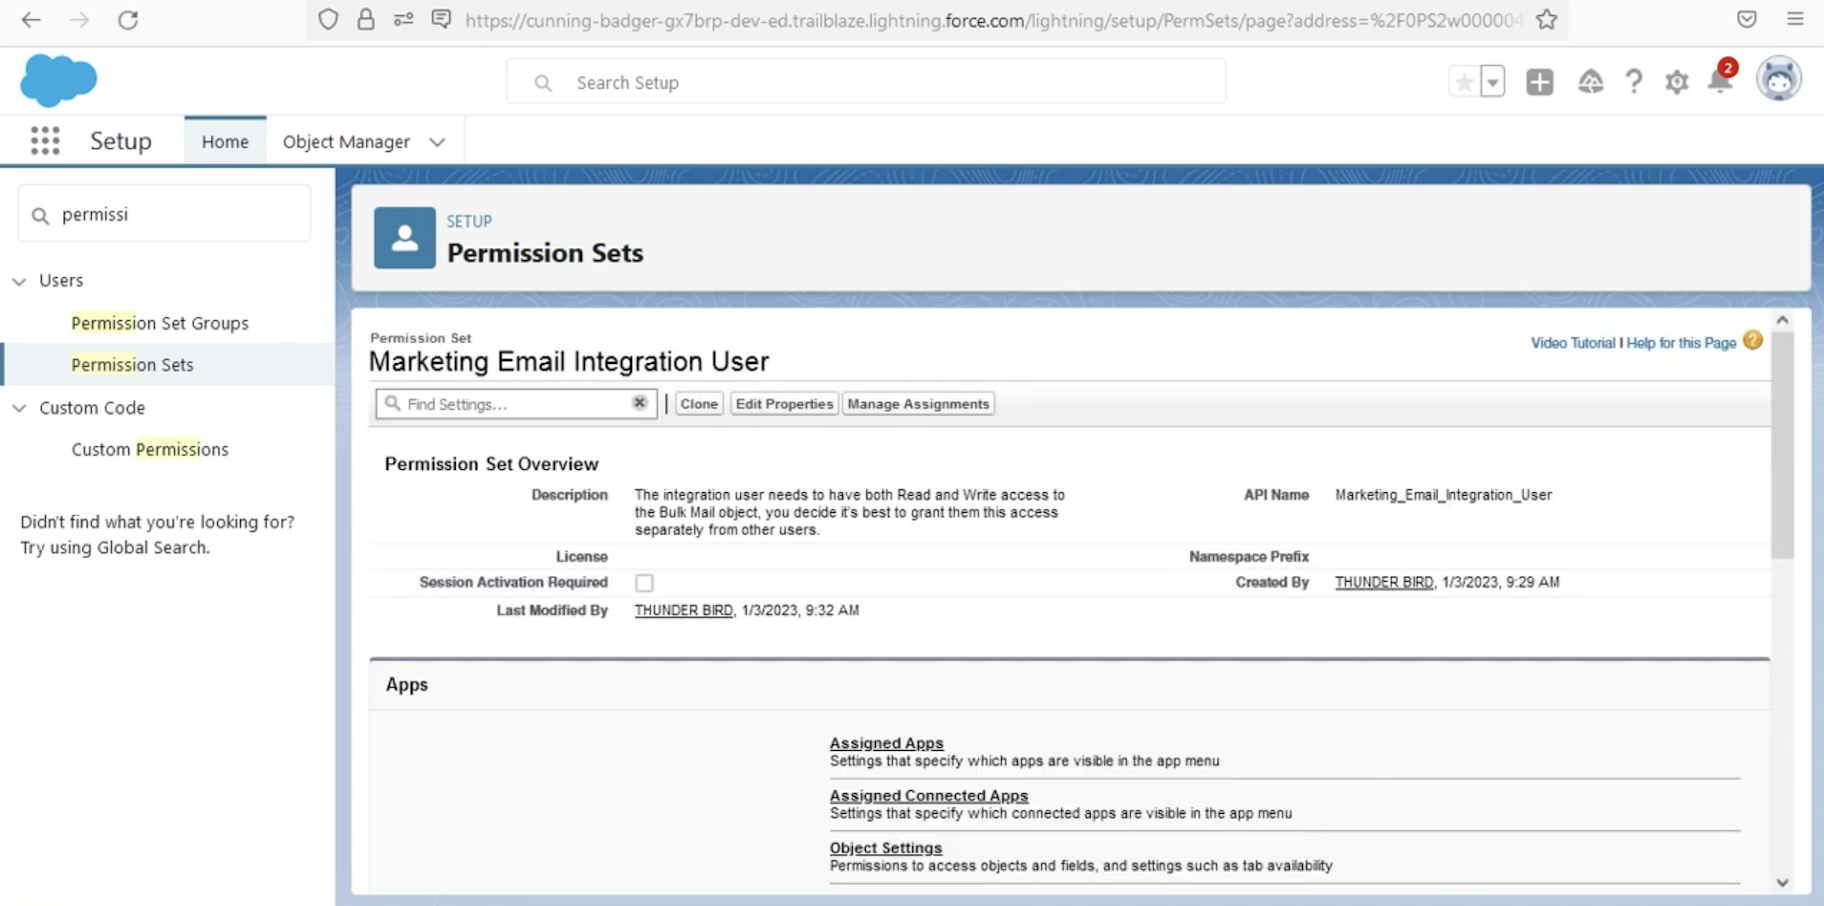 https://cunning-badger-gx7brp-dev-ed.trailblaze.lightning.force.com/lightning/setup/PermSets/page?address=%2F0PS2w000004
Search Setup
2
Setup
Home
Object Manager
permissi
Users
Permission Set Groups
Permission Sets
Custom Code
Custom Permissions
Didn't find what you're looking for?
Try using Global Search.
SETUP
Permission Sets
Permission Set
Marketing Email Integration User
Video Tutorial | Help for this Page ?
Find Settings...
Clone
Edit Properties
Manage Assignments
Permission Set Overview
Description
The integration user needs to have both Read and Write access to
the Bulk Mail object, you decide it's best to grant them this access
separately from other users.
API Name
Marketing_Email_Integration_User
License
Namespace Prefix
Session Activation Required
Created By
THUNDER BIRD, 1/3/2023, 9:29 AM
Last Modified By
THUNDER BIRD, 1/3/2023, 9:32 AM
Apps
Assigned Apps
Settings that specify which apps are visible in the app menu
Assigned Connected Apps
Settings that specify which connected apps are visible in the app menu
Object Settings
Permissions to access objects and fields, and settings such as tab availability